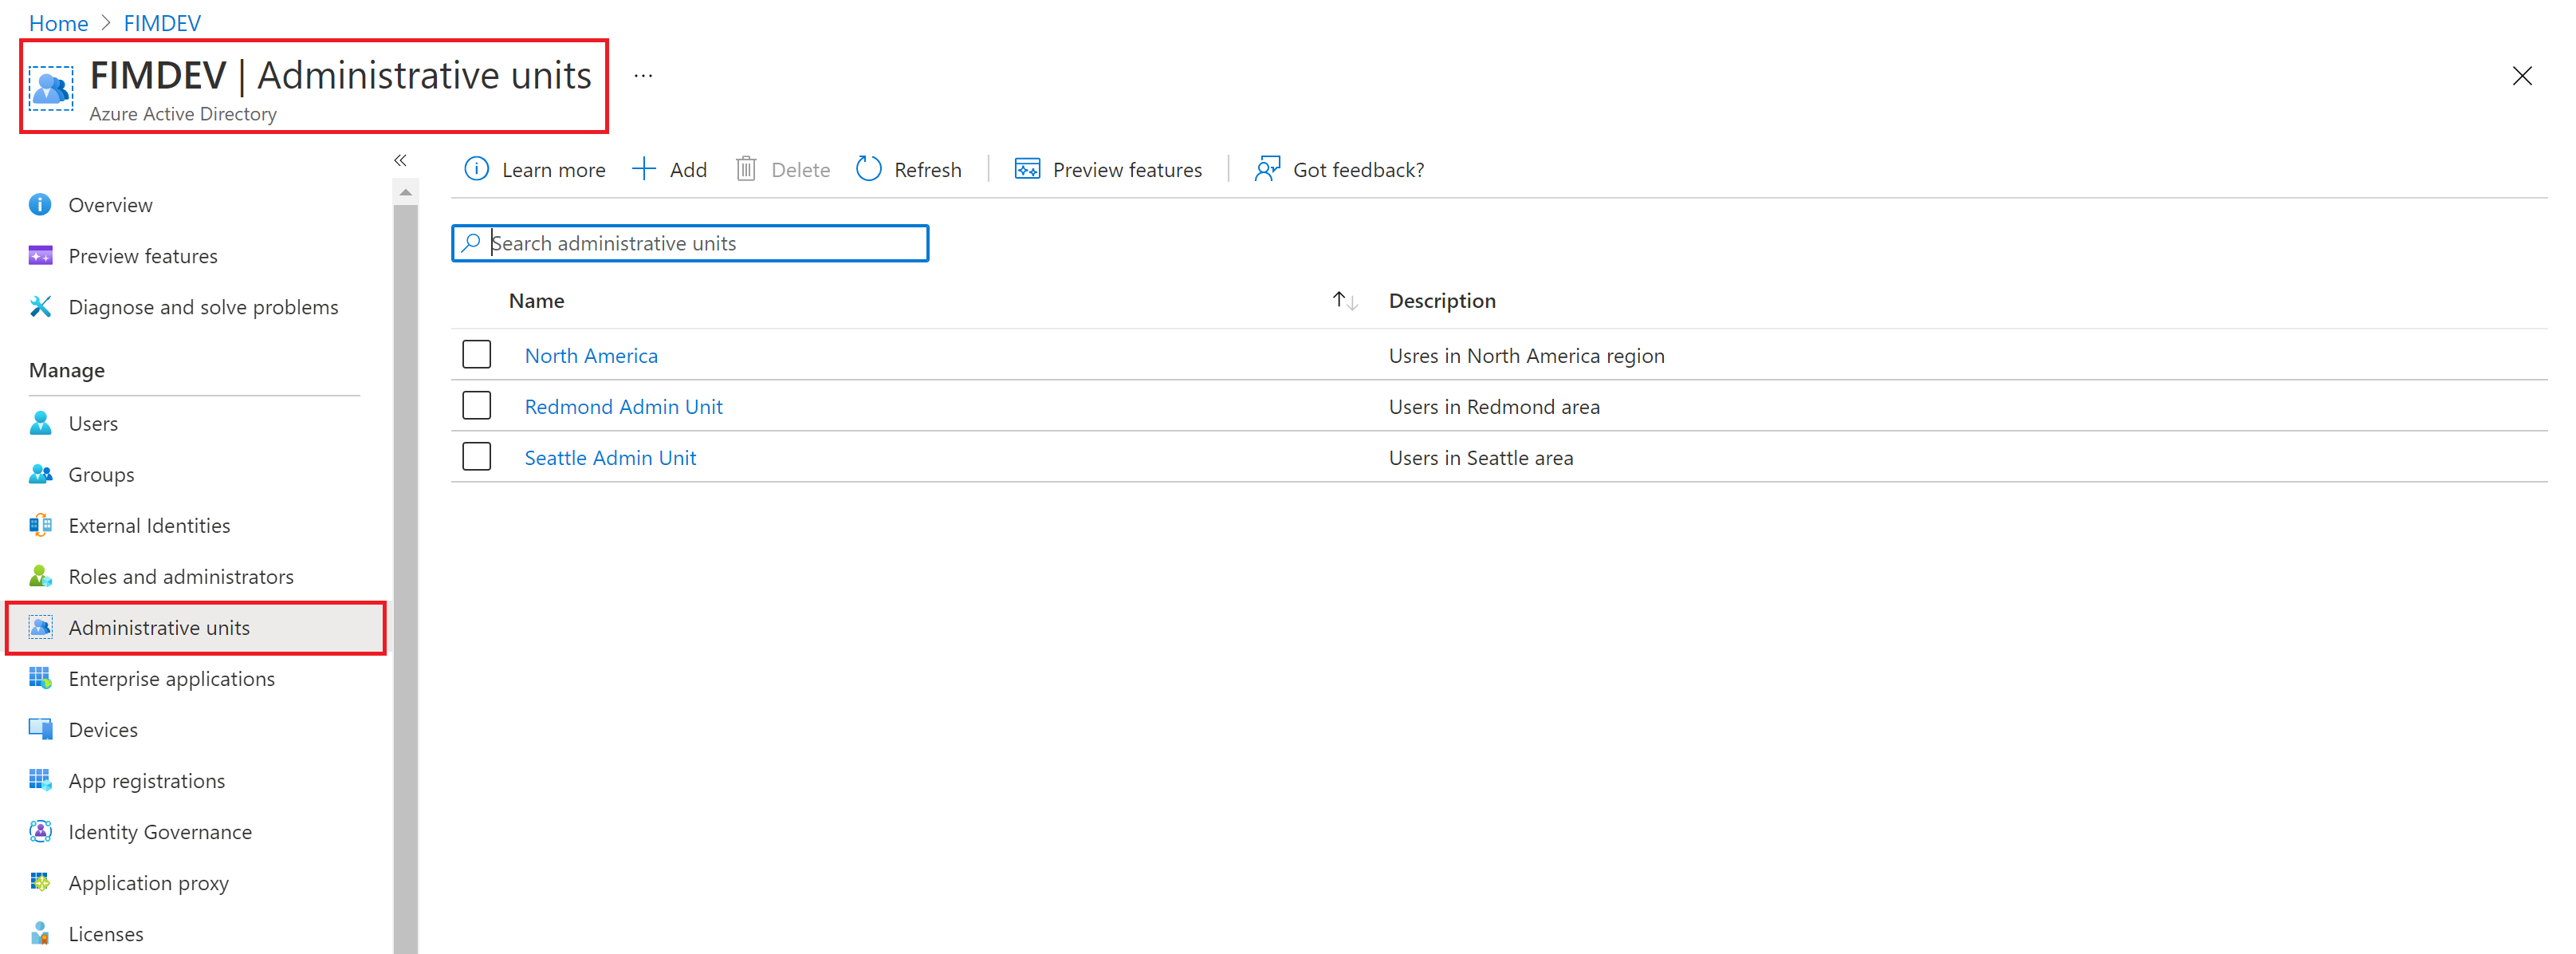 Home > FIMDEV
FIMDEV | Administrative units ...
Azure Active Directory
«
Overview
Preview features
Diagnose and solve problems
Manage
Users
Groups
External Identities
Roles and administrators
Administrative units
Enterprise applications
Devices
App registrations
Identity Governance
Application proxy
Licenses
Learn more Add Delete Refresh Preview features Got feedback?
Search administrative units
Name ↑↓ Description
North America Usres in North America region
Redmond Admin Unit Users in Redmond area
Seattle Admin Unit Users in Seattle area